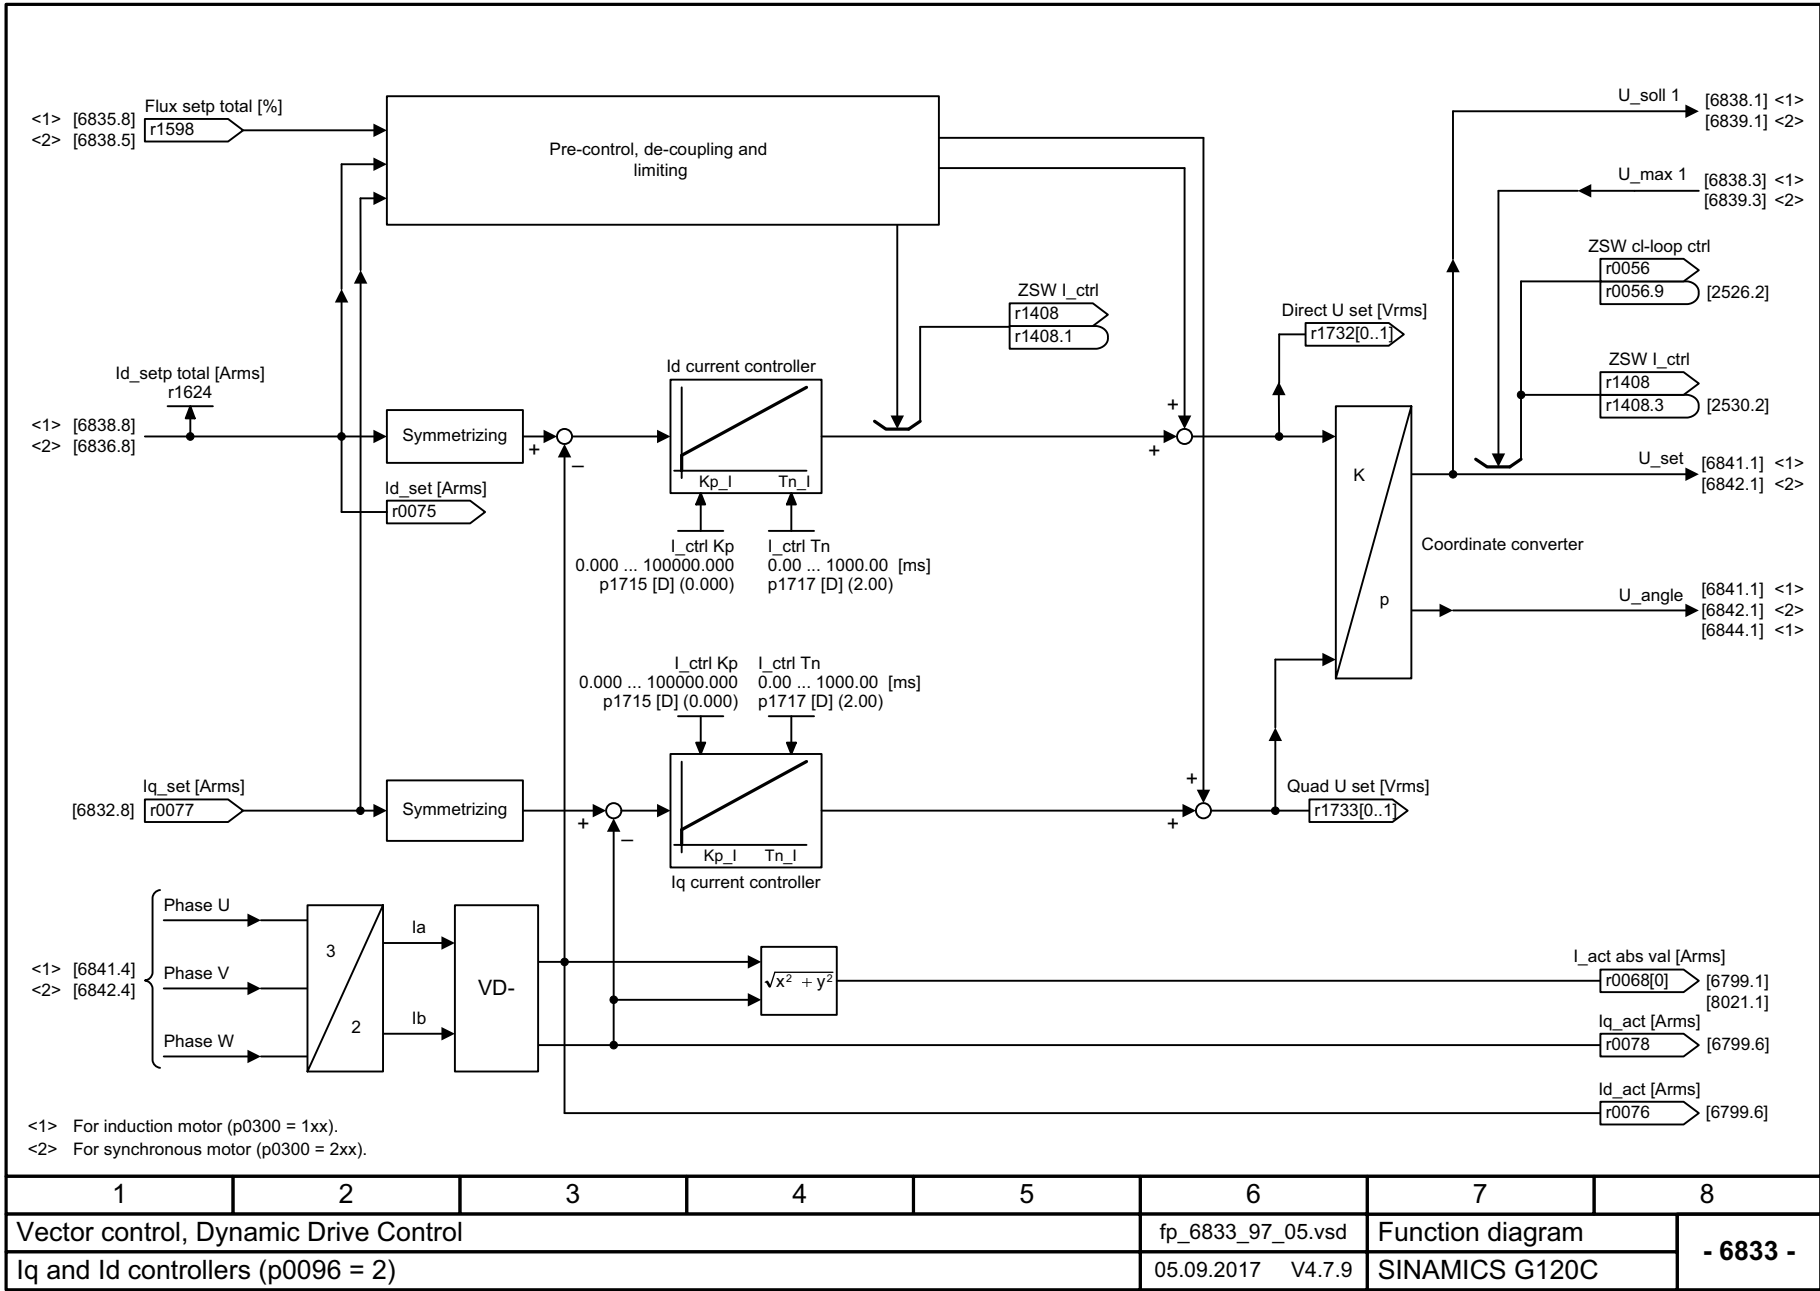 Flux setp total [%]
<1> [6835.8]
<2> [6838.5]
r1598
Pre-control, de-coupling and
limiting
U_soll 1
[6838.1] <1>
[6839.1] <2>
U_max 1
[6838.3] <1>
[6839.3] <2>
ZSW cl-loop ctrl
r0056
r0056.9
[2526.2]
ZSW I_ctrl
r1408
r1408.1
Direct U set [Vrms]
r1732[0..1]
ZSW I_ctrl
r1408
r1408.3
[2530.2]
Id_setp total [Arms]
r1624
<1> [6838.8]
<2> [6836.8]
Symmetrizing
+
–
Id current controller
Kp_I
Tn_I
+
+
Id_set [Arms]
r0075
I_ctrl Kp
0.000 ... 100000.000
p1715 [D] (0.000)
I_ctrl Tn
0.00 ... 1000.00 [ms]
p1717 [D] (2.00)
K
p
Coordinate converter
U_set
[6841.1] <1>
[6842.1] <2>
U_angle
[6841.1] <1>
[6842.1] <2>
[6844.1] <1>
I_ctrl Kp
0.000 ... 100000.000
p1715 [D] (0.000)
I_ctrl Tn
0.00 ... 1000.00 [ms]
p1717 [D] (2.00)
Iq_set [Arms]
[6832.8]
r0077
Symmetrizing
+
–
Kp_I
Tn_I
Iq current controller
+
+
Quad U set [Vrms]
r1733[0..1]
<1> [6841.4]
<2> [6842.4]
Phase U
Phase V
Phase W
3
2
Ia
Ib
VD-
√x² + y²
I_act abs val [Arms]
r0068[0]
[6799.1]
[8021.1]
Iq_act [Arms]
r0078
[6799.6]
Id_act [Arms]
r0076
[6799.6]
<1> For induction motor (p0300 = 1xx).
<2> For synchronous motor (p0300 = 2xx).
1 2 3 4 5 6 7 8
Vector control, Dynamic Drive Control
fp_6833_97_05.vsd
Function diagram
- 6833 -
Iq and Id controllers (p0096 = 2)
05.09.2017 V4.7.9
SINAMICS G120C